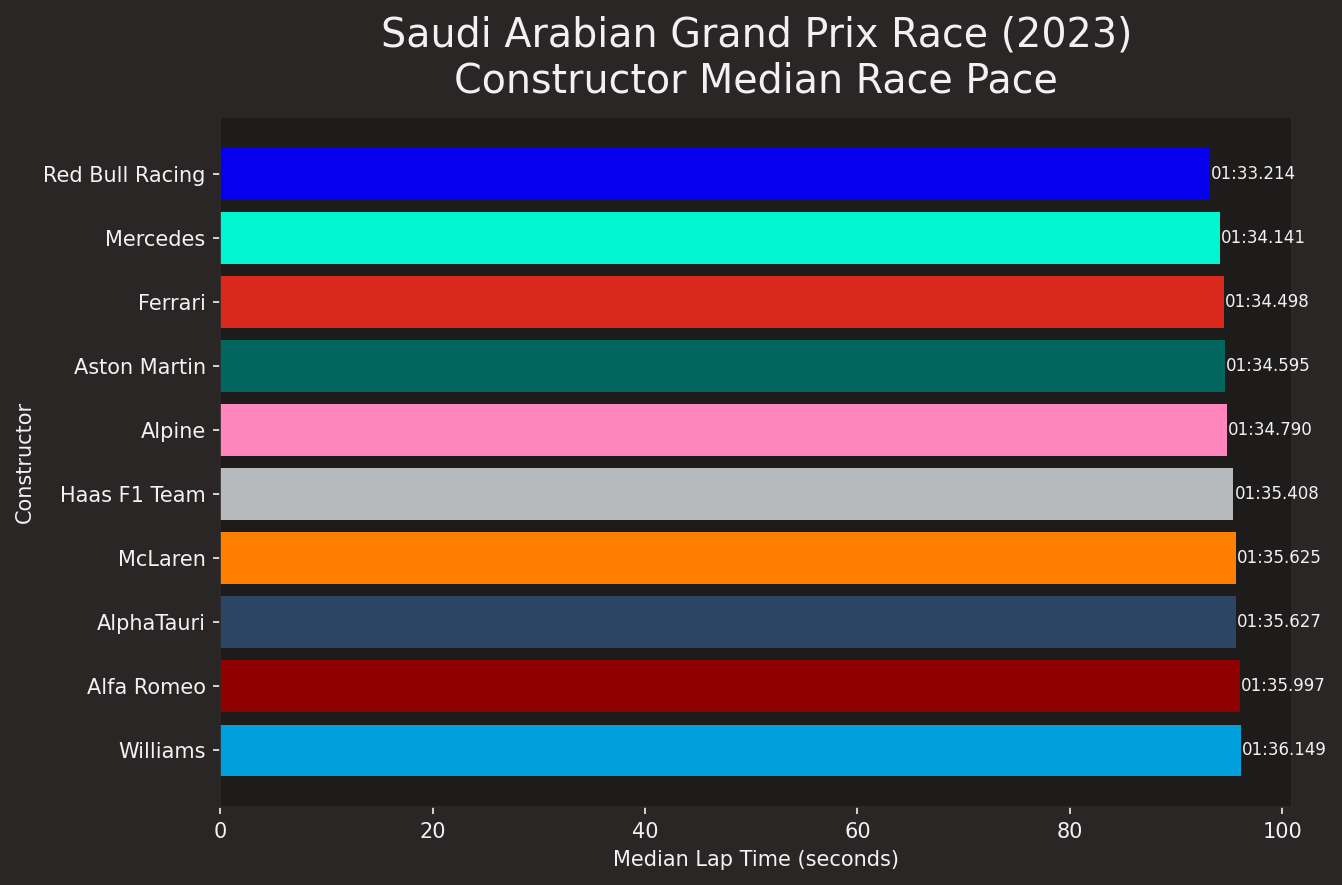 Saudi Arabian Grand Prix Race (2023)
Constructor Median Race Pace
Constructor
Red Bull Racing 01:33.214
Mercedes 01:34.141
Ferrari 01:34.498
Aston Martin 01:34.595
Alpine 01:34.790
Haas F1 Team 01:35.408
McLaren 01:35.625
AlphaTauri 01:35.627
Alfa Romeo 01:35.997
Williams 01:36.149
0 20 40 60 80 100
Median Lap Time (seconds)